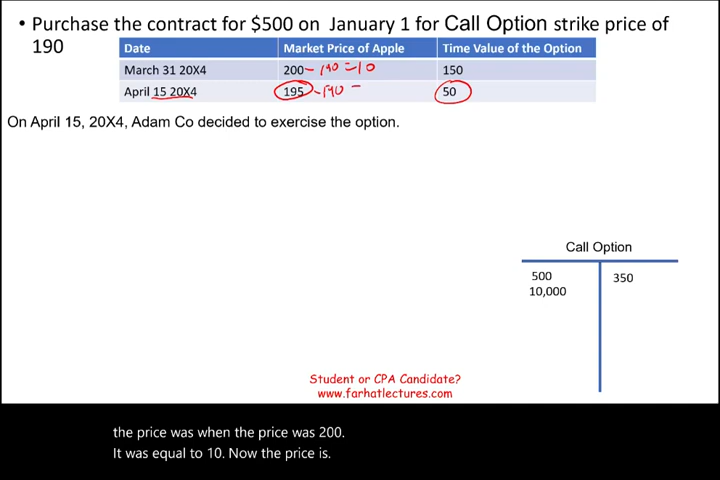 • Purchase the contract for $500 on January 1 for Call Option strike price of
190
Date Market Price of Apple Time Value of the Option
March 31 20X4 200 - 190 = 10 150
April 15 20X4 195 - 190 = 50
On April 15, 20X4, Adam Co decided to exercise the option.
Call Option
500 350
10,000
Student or CPA Candidate?
www.farhatlectures.com
the price was when the price was 200.
It was equal to 10. Now the price is.